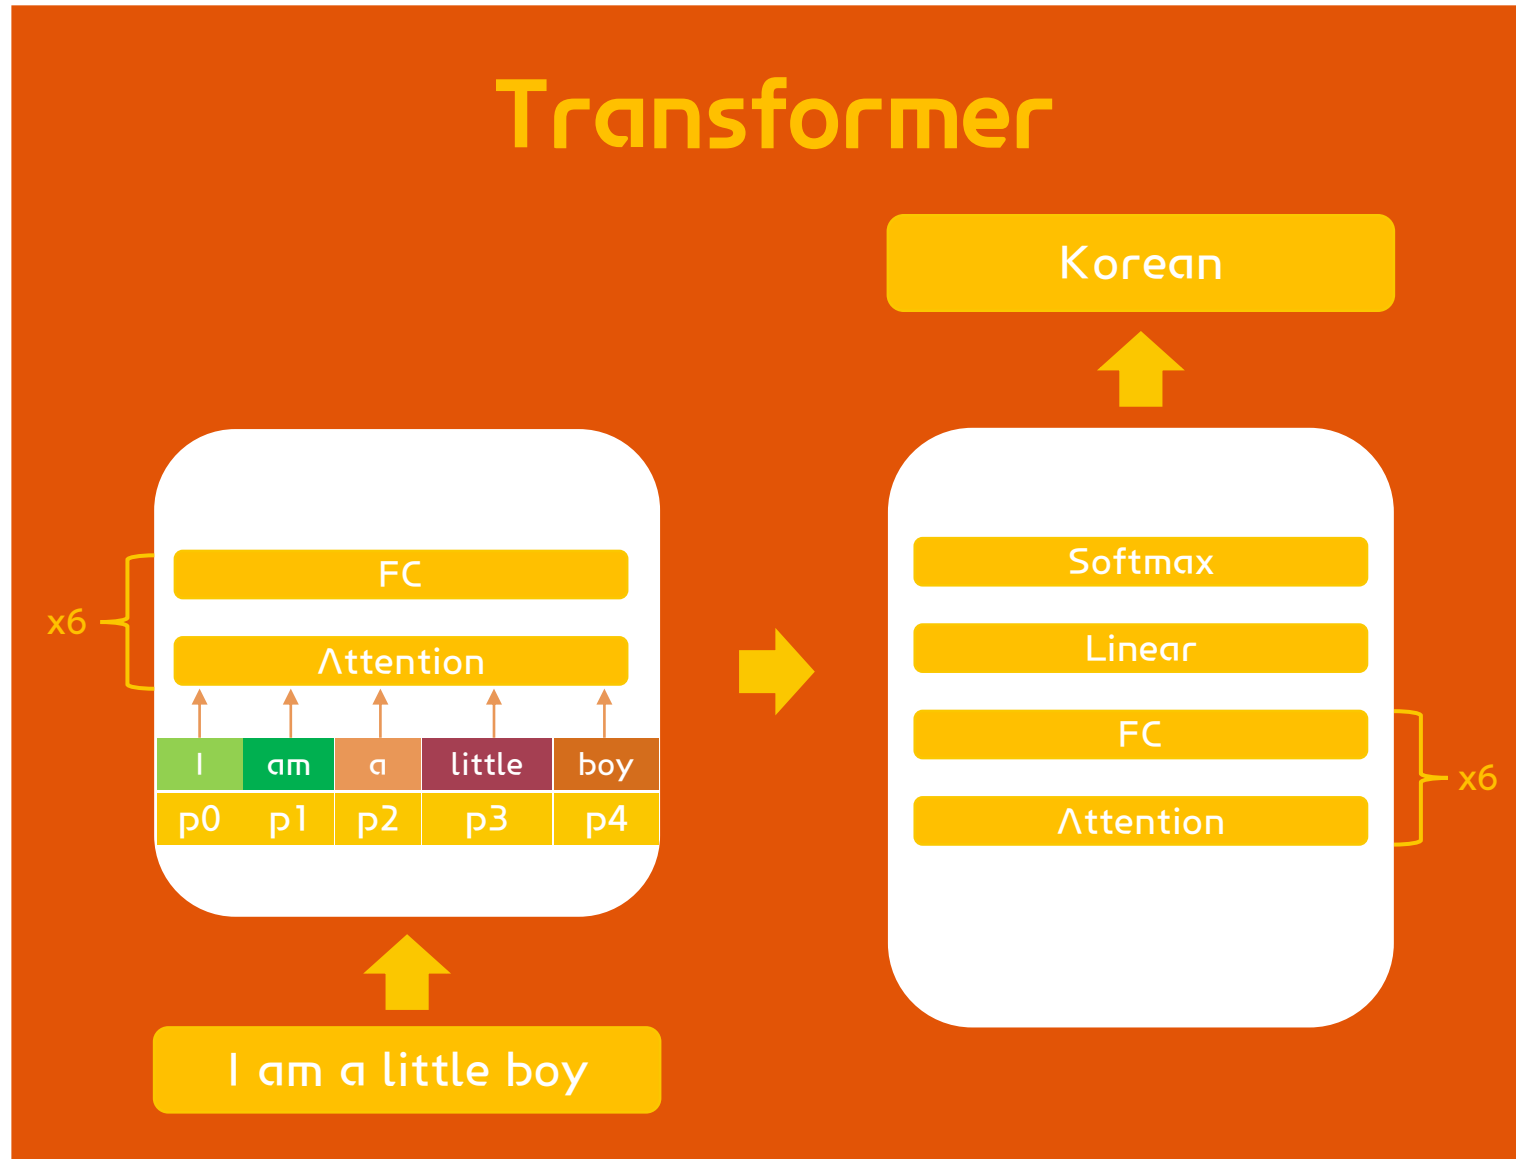 Transformer
Korean
FC
Attention
x6
I am a little boy
p0 p1 p2 p3 p4
I am a little boy
Softmax
Linear
FC
Attention
x6